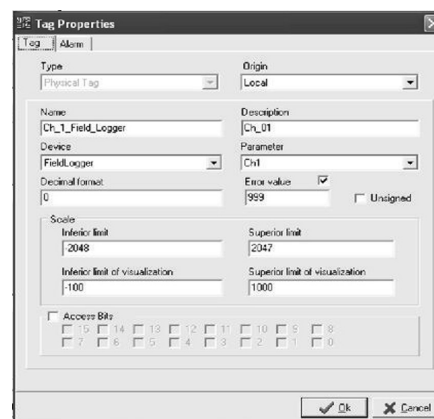 Tag Properties
Tag Alarm
Type Origin
Physical Tag Local
Name Description
Ch_1_Field_Logger Ch_01
Device Parameter
FieldLogger Ch1
Decimal format Error value
0 999 Unsigned
Scale
Inferior limit Superior limit
-2048 2047
Inferior limit of visualization Superior limit of visualization
-100 1000
Access Bits
15 14 13 12 11 10 9 8
7 6 5 4 3 2 1 0
Ok Cancel